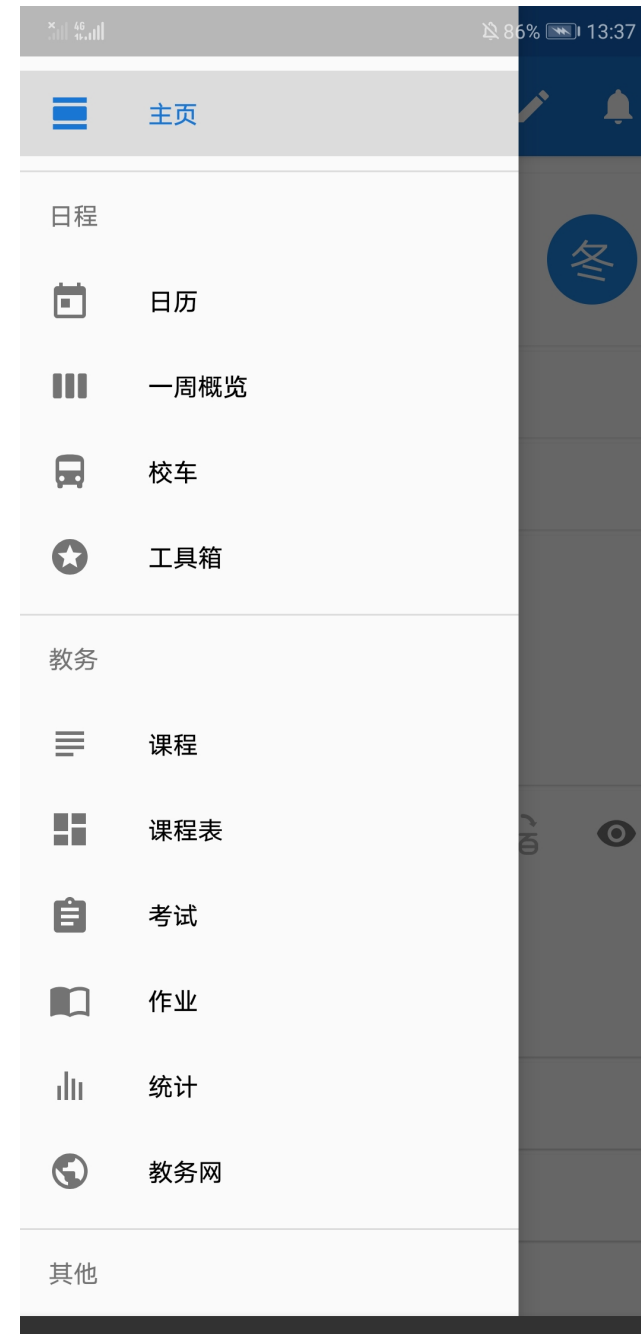 4G 86% 13:37
主页
日程
冬
日历
一周概览
校车
工具箱
教务
课程
课程表
考试
作业
统计
教务网
其他